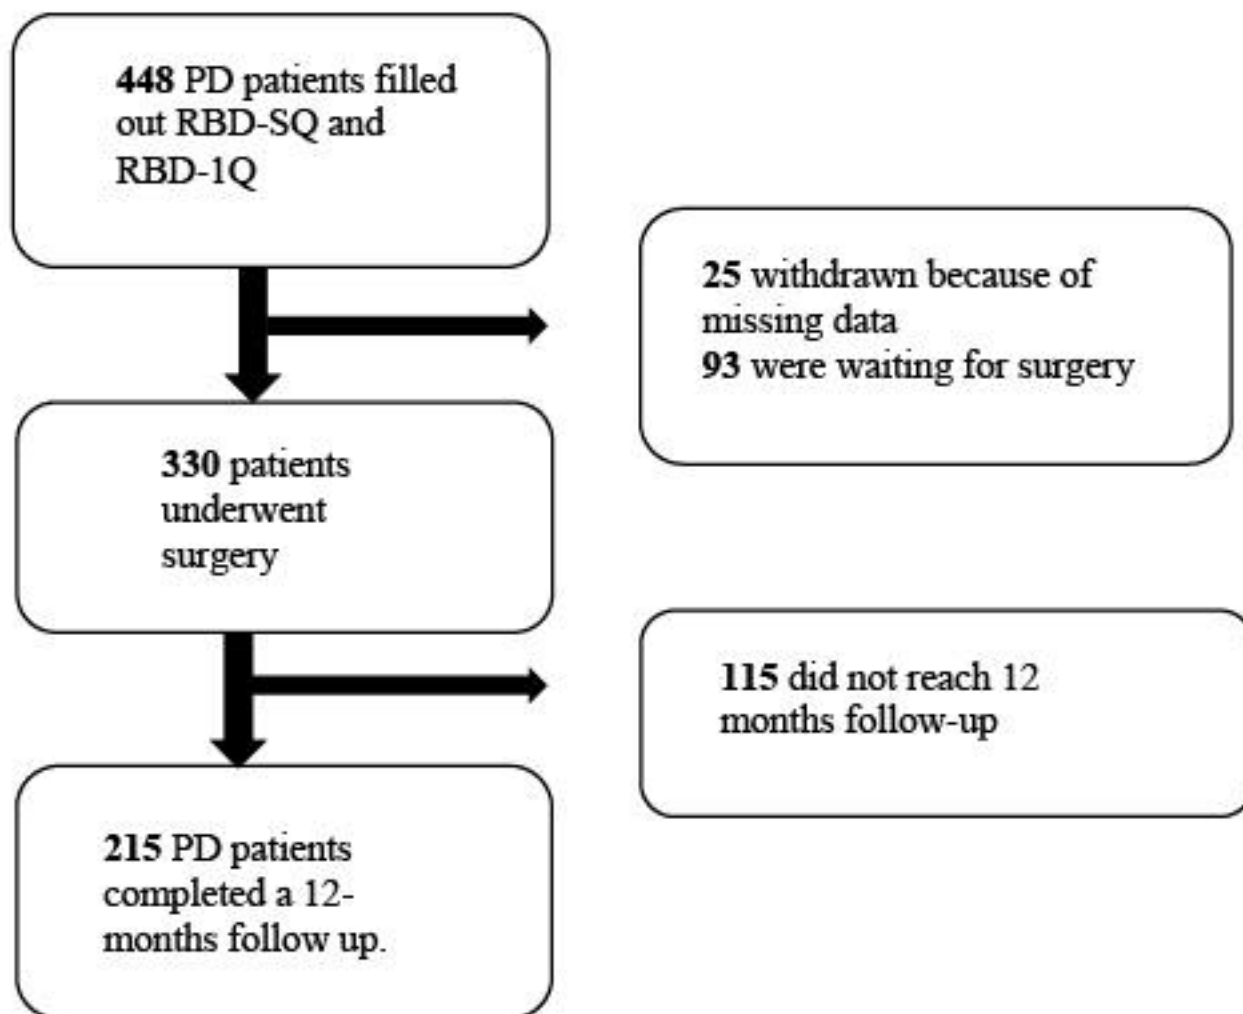 448 PD patients filled
out RBD-SQ and
RBD-1Q
25 withdrawn because of
missing data
93 were waiting for surgery
330 patients
underwent
surgery
115 did not reach 12
months follow-up
215 PD patients
completed a 12-
months follow up.